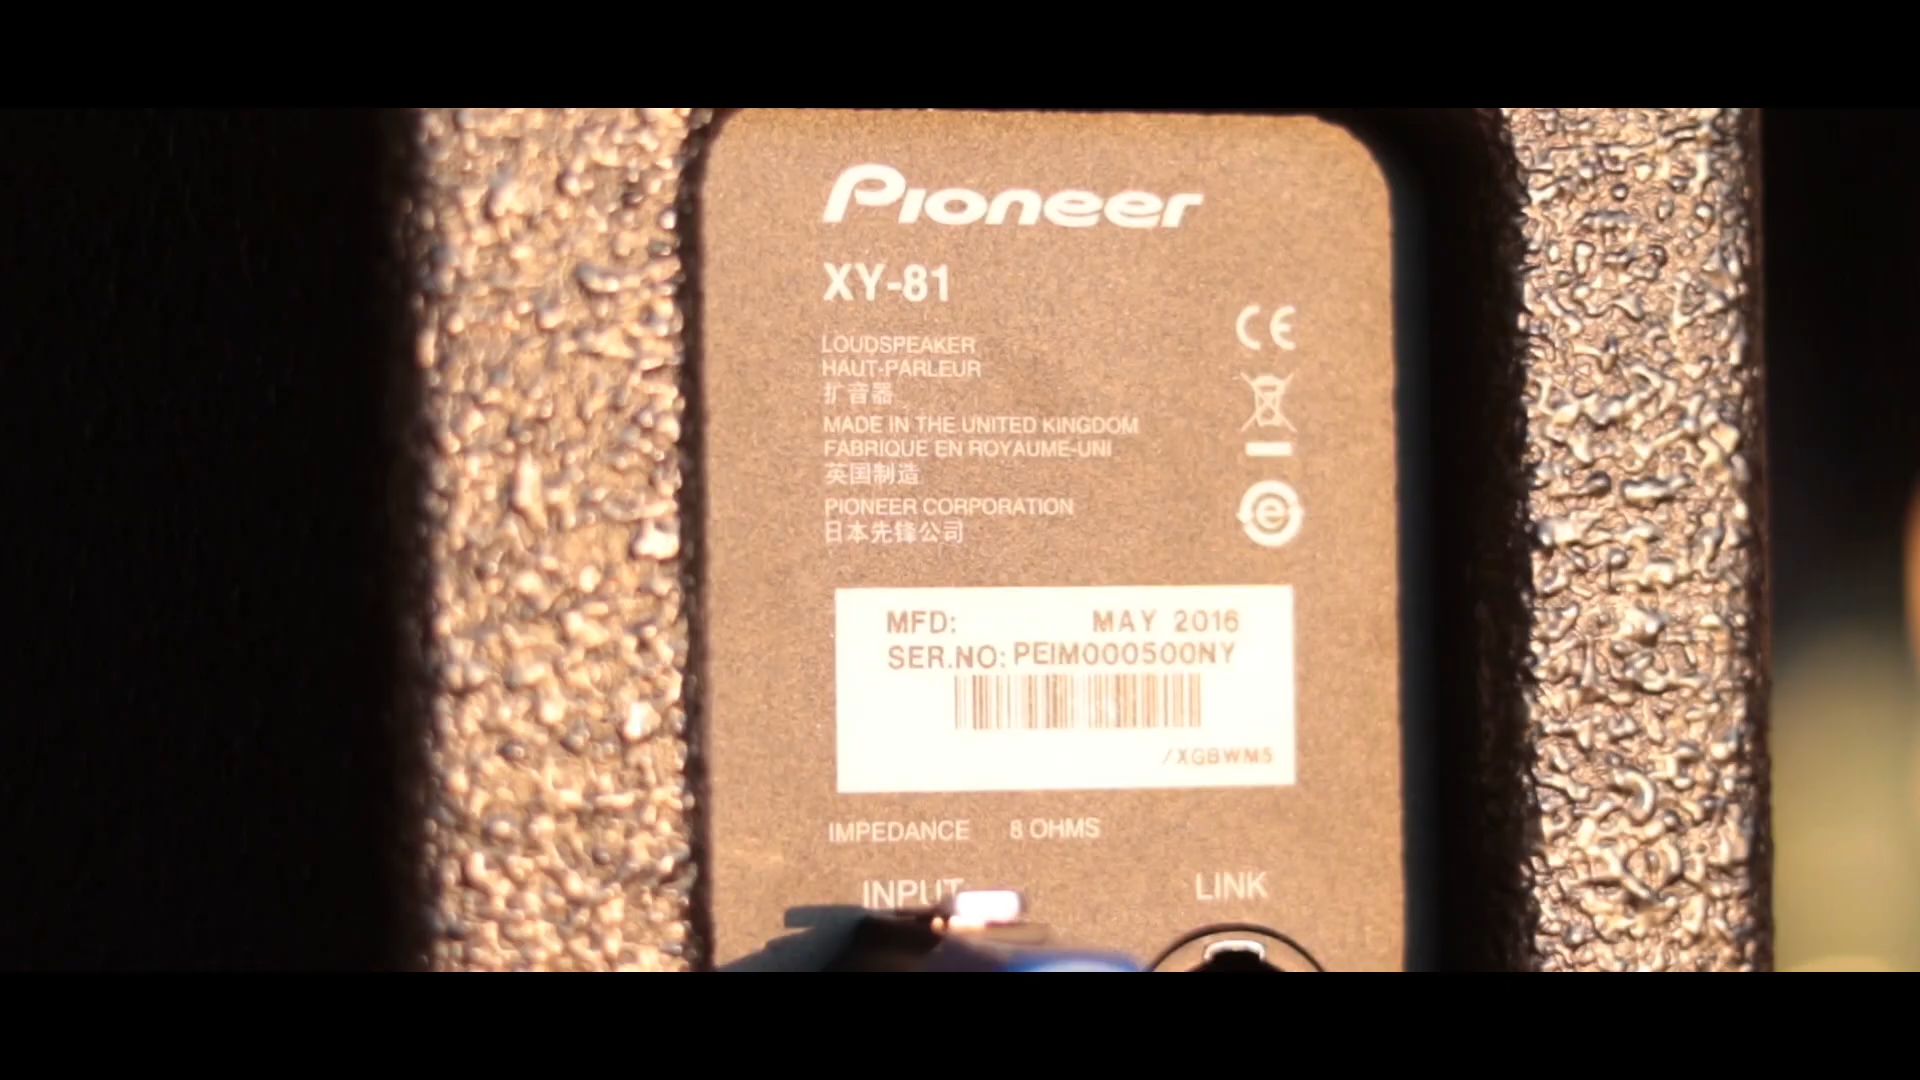 Pioneer
XY-81
LOUDSPEAKER
HAUT-PARLEUR
扩音器
MADE IN THE UNITED KINGDOM
FABRIQUE EN ROYAUME-UNI
英国制造
PIONEER CORPORATION
日本先锋公司
CE
e
MFD: MAY 2016
SER.NO: PEIM000500NY
/XGBWM5
IMPEDANCE 8 OHMS
INPUT LINK